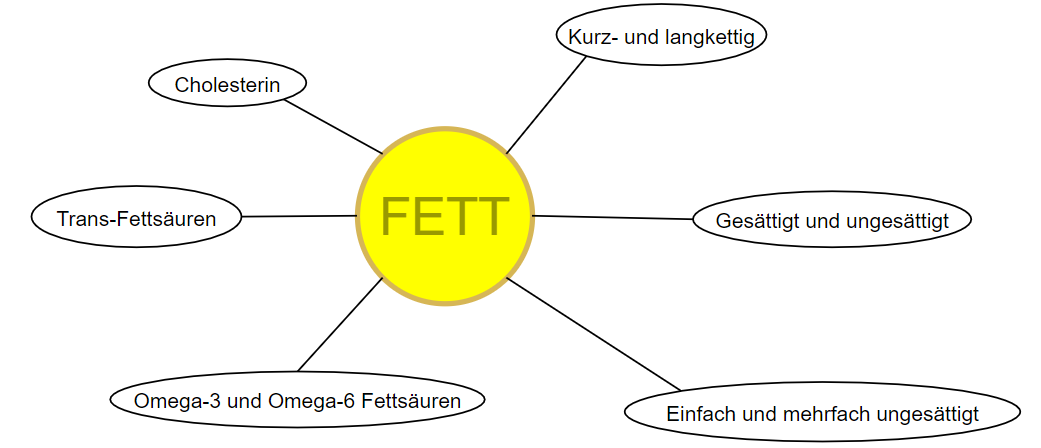 Kurz- und langkettig
Cholesterin
FETT
Trans-Fettsäuren
Gesättigt und ungesättigt
Omega-3 und Omega-6 Fettsäuren
Einfach und mehrfach ungesättigt